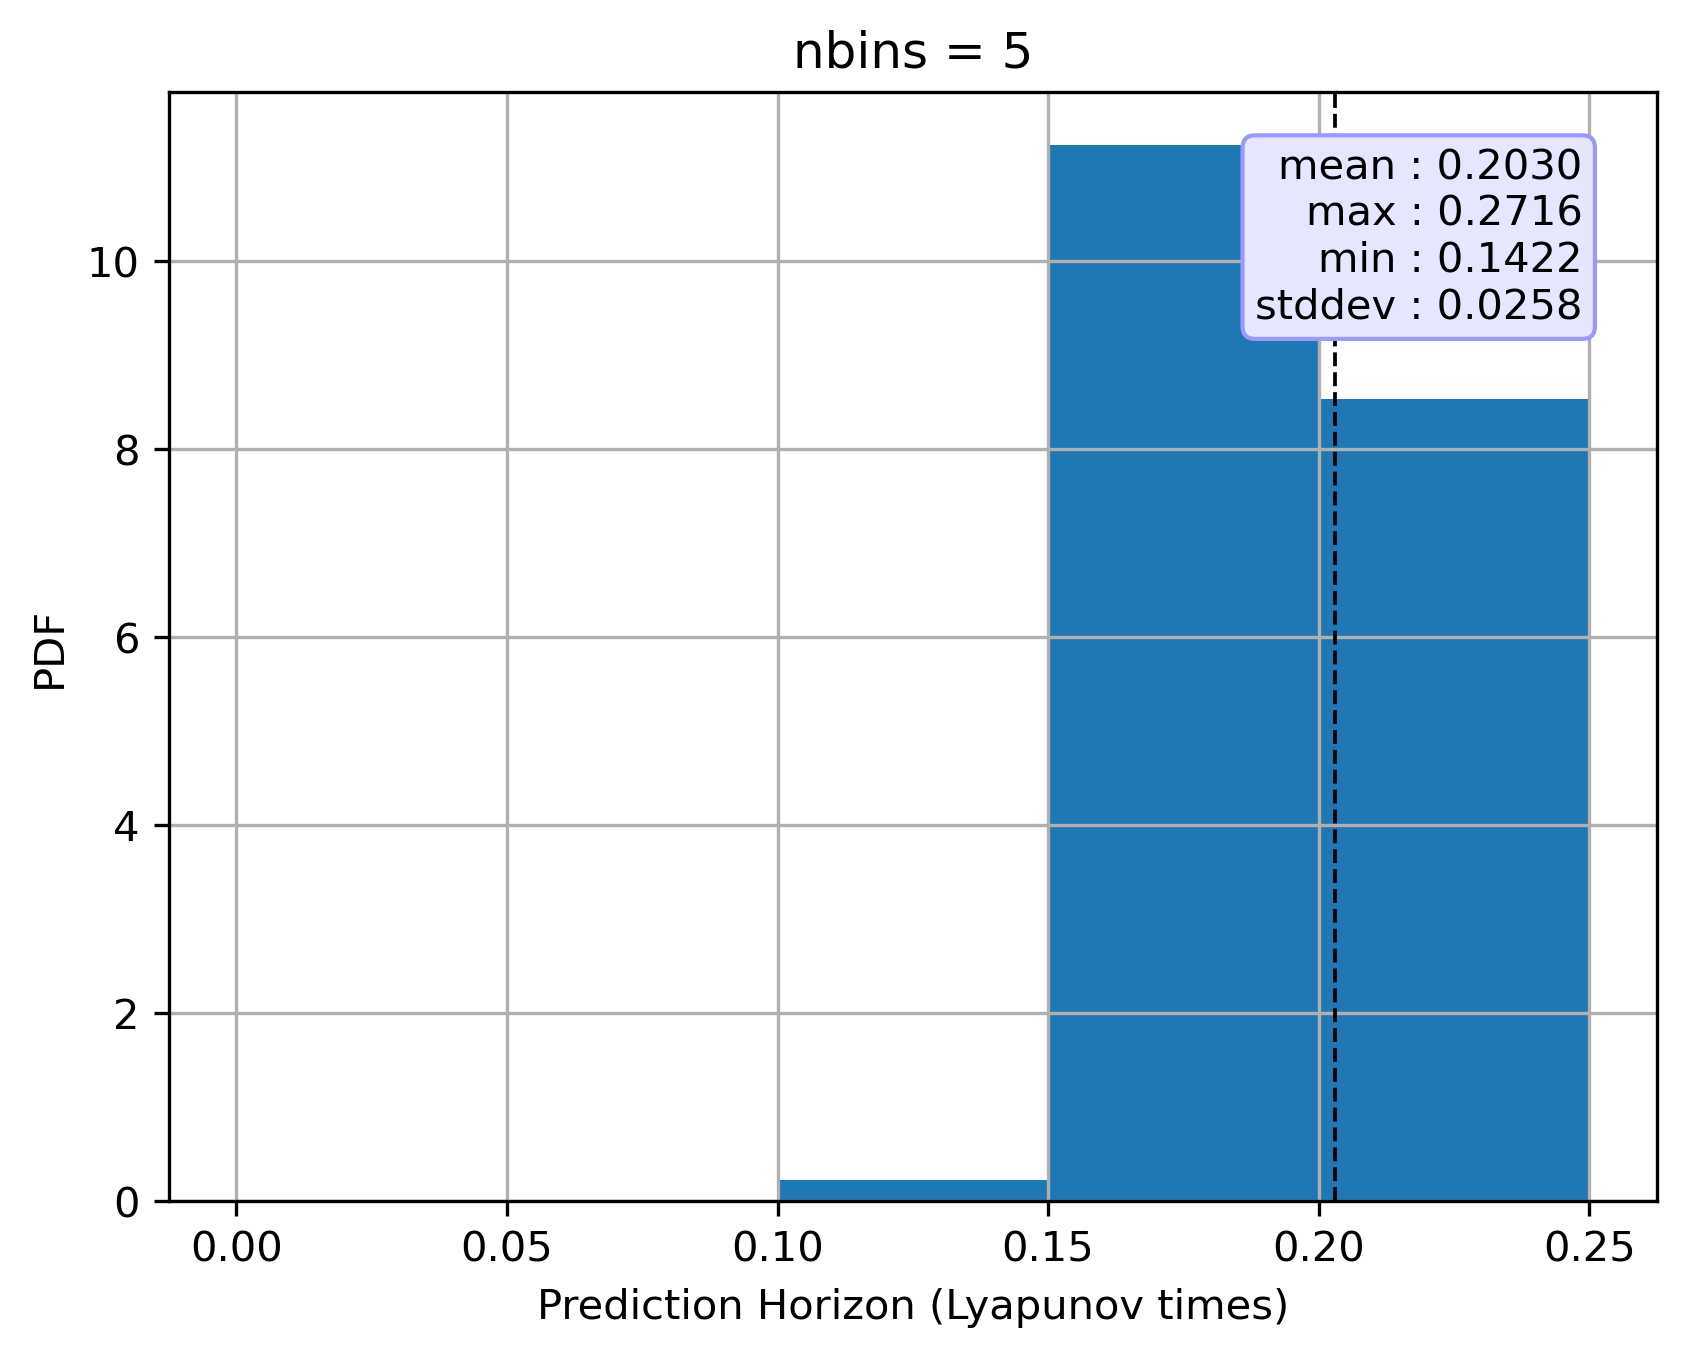 nbins = 5
mean : 0.2030
max : 0.2716
min : 0.1422
stddev : 0.0258
10
8
6
4
2
0
PDF
0.00 0.05 0.10 0.15 0.20 0.25
Prediction Horizon (Lyapunov times)